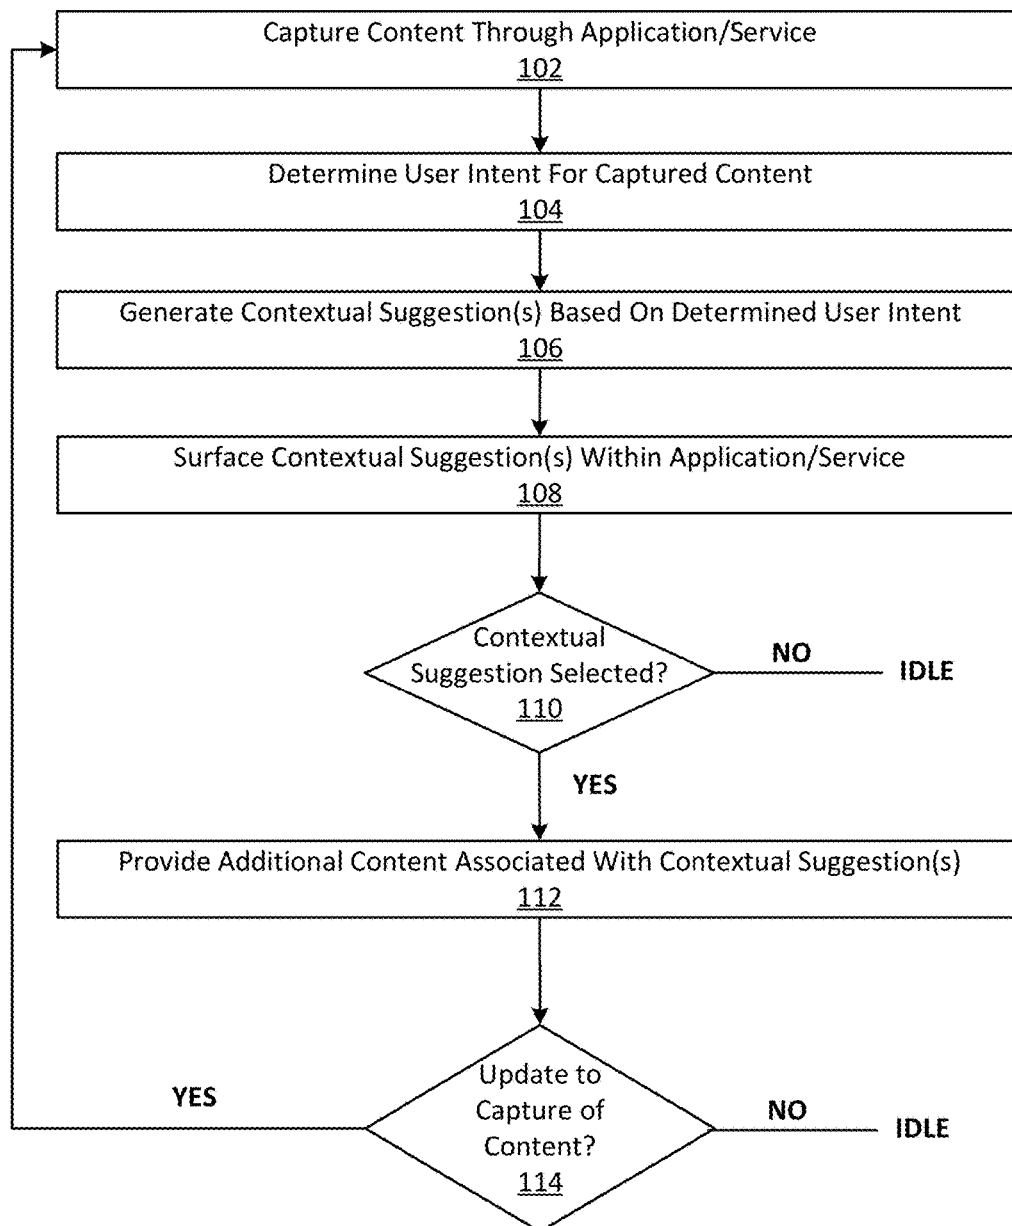 Capture Content Through Application/Service
102
Determine User Intent For Captured Content
104
Generate Contextual Suggestion(s) Based On Determined User Intent
106
Surface Contextual Suggestion(s) Within Application/Service
108
Contextual
Suggestion Selected?
110
NO
IDLE
YES
Provide Additional Content Associated With Contextual Suggestion(s)
112
Update to
Capture of
Content?
114
YES
NO
IDLE